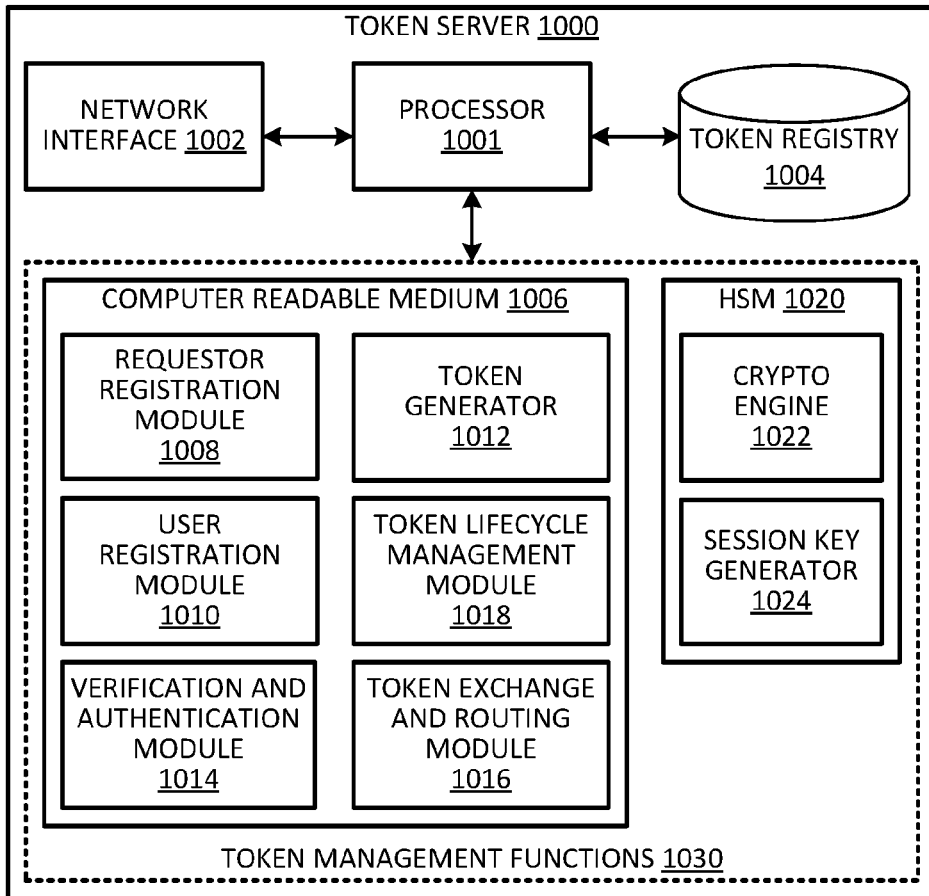 TOKEN SERVER 1000
NETWORK
INTERFACE 1002
PROCESSOR
1001
TOKEN REGISTRY
1004
COMPUTER READABLE MEDIUM 1006
REQUESTOR
REGISTRATION
MODULE
1008
TOKEN
GENERATOR
1012
USER
REGISTRATION
MODULE
1010
TOKEN LIFECYCLE
MANAGEMENT
MODULE
1018
VERIFICATION AND
AUTHENTICATION
MODULE
1014
TOKEN EXCHANGE
AND ROUTING
MODULE
1016
HSM 1020
CRYPTO
ENGINE
1022
SESSION KEY
GENERATOR
1024
TOKEN MANAGEMENT FUNCTIONS 1030